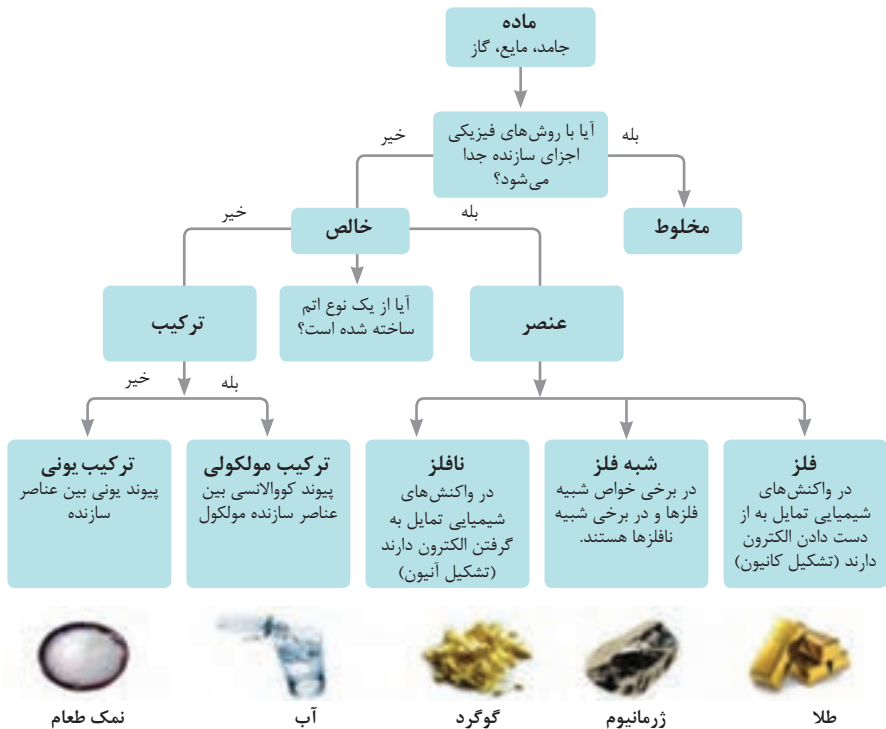 ماده
جامد، مایع، گاز
آیا با روش‌های فیزیکی
اجزای سازنده جدا
می‌شود؟
بله
خیر
مخلوط
خالص
بله
خیر
عنصر
آیا از یک نوع اتم
ساخته شده است؟
ترکیب
بله
خیر
فلز
در واکنش‌های
شیمیایی تمایل به از
دست دادن الکترون
دارند (تشکیل کاتیون)
شبه فلز
در برخی خواص شبیه
فلزها و در برخی شبیه
نافلزها هستند.
نافلز
در واکنش‌های
شیمیایی تمایل به
گرفتن الکترون دارند
(تشکیل آنیون)
ترکیب مولکولی
پیوند کووالانسی بین
عناصر سازنده مولکول
ترکیب یونی
پیوند یونی بین عناصر
سازنده
طلا
ژرمانیوم
گوگرد
آب
نمک طعام